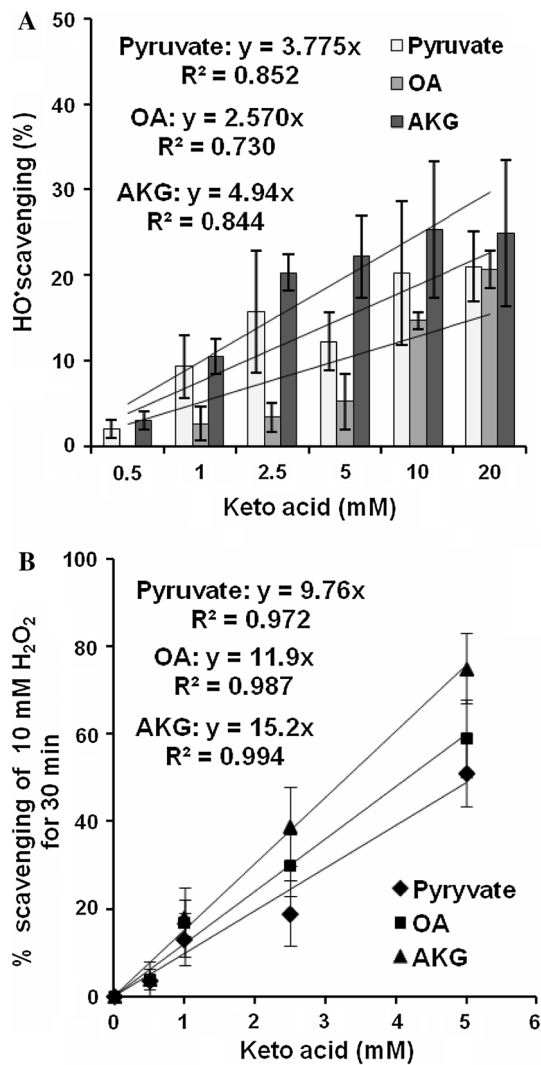 A
50
40
30
20
10
0
HO•scavenging (%)
Pyruvate: y = 3.775x
R² = 0.852
OA: y = 2.570x
R² = 0.730
AKG: y = 4.94x
R² = 0.844
Pyruvate
OA
AKG
0.5 1 2.5 5 10 20
Keto acid (mM)
B
100
80
60
40
20
0
% scavenging of 10 mM H₂O₂
for 30 min
Pyruvate: y = 9.76x
R² = 0.972
OA: y = 11.9x
R² = 0.987
AKG: y = 15.2x
R² = 0.994
Pyryvate
OA
AKG
0 1 2 3 4 5 6
Keto acid (mM)